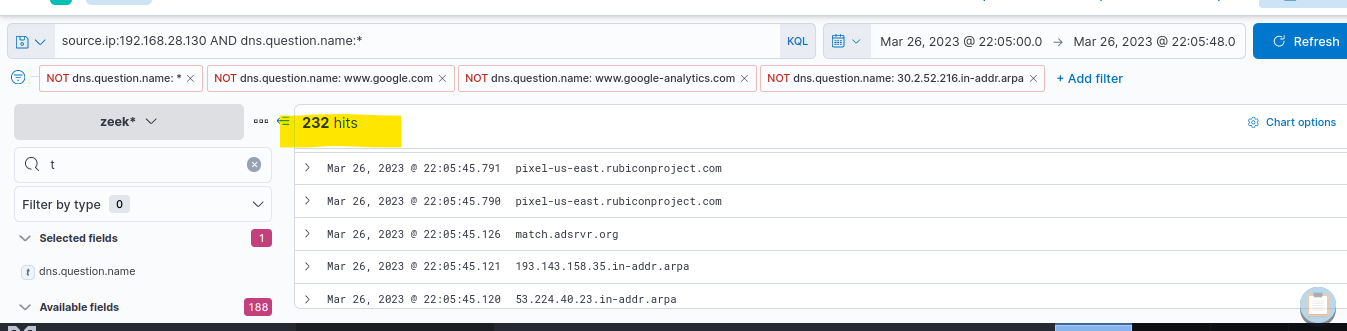 source.ip:192.168.28.130 AND dns.question.name:*
KQL
Mar 26, 2023 @ 22:05:00.0 → Mar 26, 2023 @ 22:05:48.0
Refresh
NOT dns.question.name: * ×
NOT dns.question.name: www.google.com ×
NOT dns.question.name: www.google-analytics.com ×
NOT dns.question.name: 30.2.52.216.in-addr.arpa ×
+ Add filter
zeek*
232 hits
Chart options
t
Filter by type 0
Selected fields 1
t dns.question.name
Available fields 188
Mar 26, 2023 @ 22:05:45.791 pixel-us-east.rubiconproject.com
Mar 26, 2023 @ 22:05:45.790 pixel-us-east.rubiconproject.com
Mar 26, 2023 @ 22:05:45.126 match.adsrvr.org
Mar 26, 2023 @ 22:05:45.121 193.143.158.35.in-addr.arpa
Mar 26, 2023 @ 22:05:45.120 53.224.40.23.in-addr.arpa